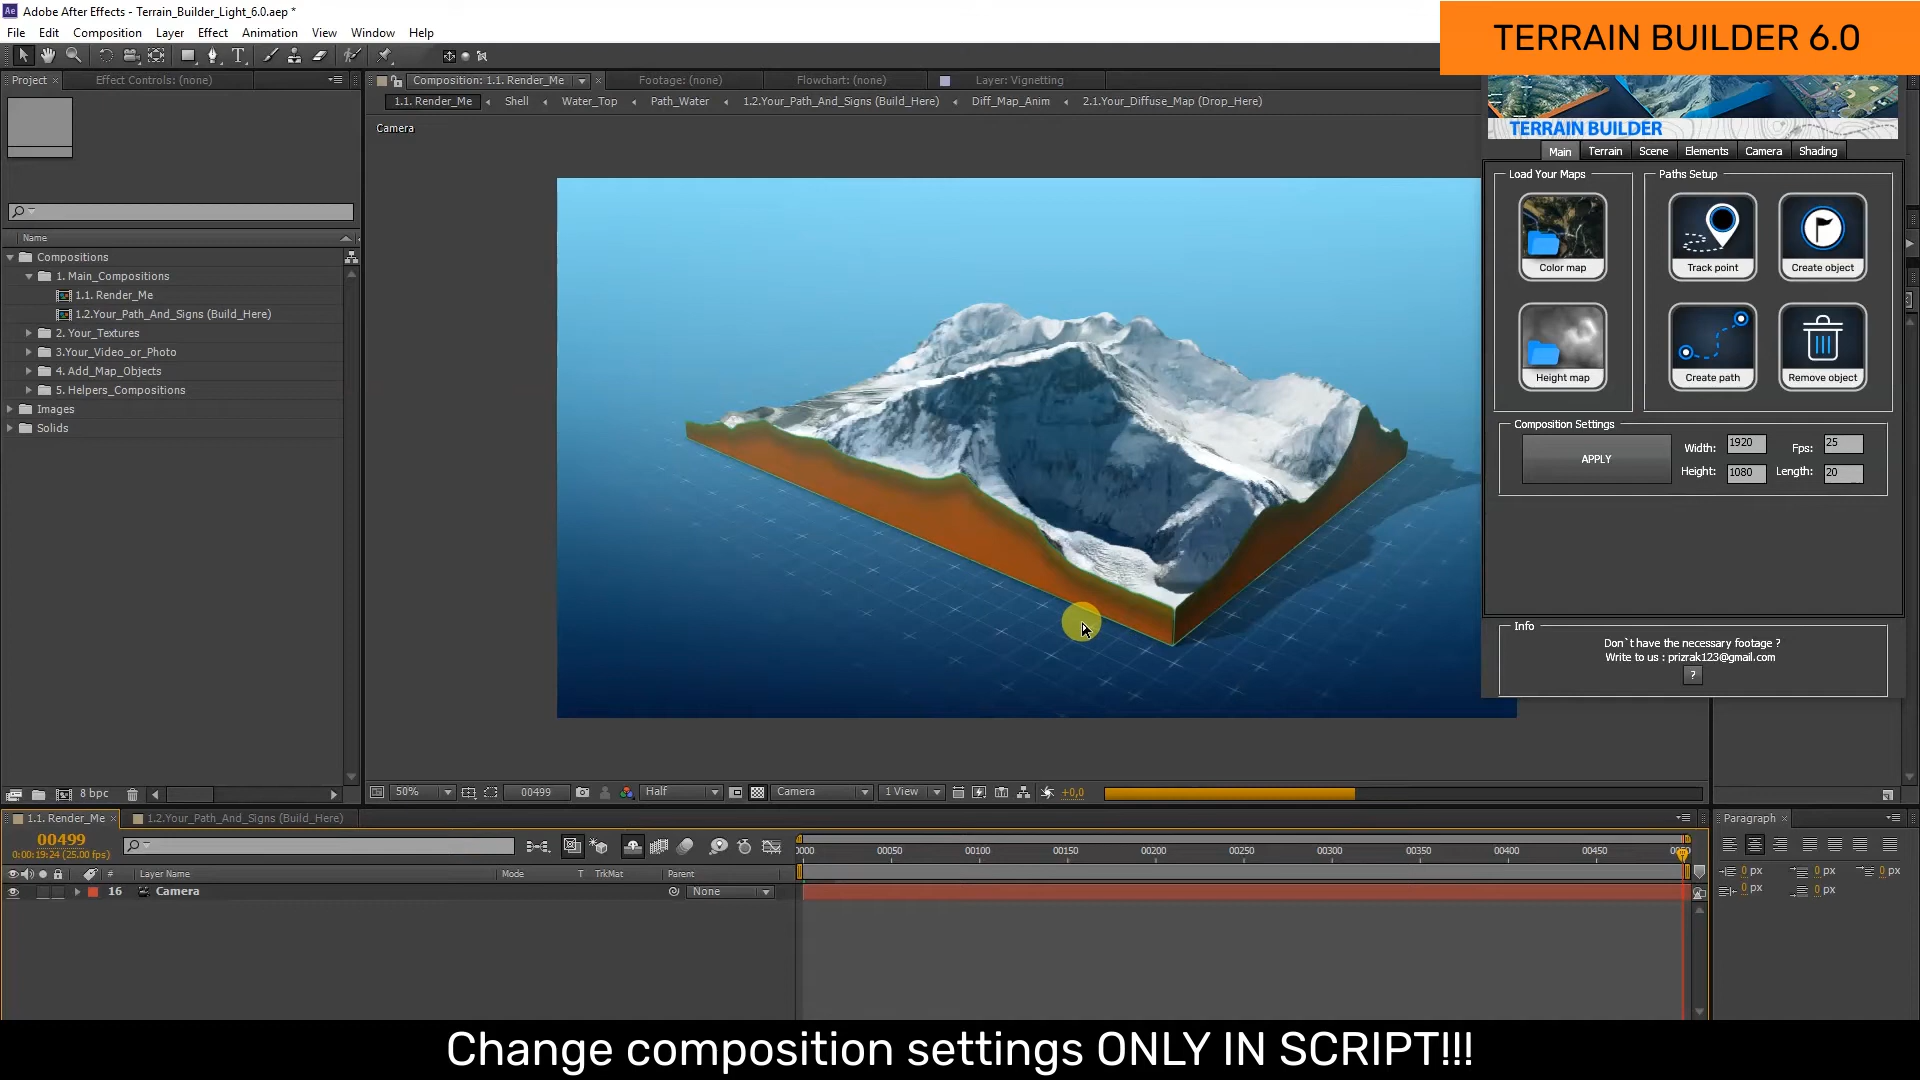 Adobe After Effects - Terrain_Builder_Light_6.0.aep *
TERRAIN BUILDER 6.0
File Edit Composition Layer Effect Animation View Window Help
Project Effect Controls: (none)
Composition: 1.1. Render_Me Footage: (none) Flowchart: (none) Layer: Vignetting
1.1. Render_Me Shell Water_Top Path_Water 1.2.Your_Path_And_Signs (Build_Here) Diff_Map_Anim 2.1.Your_Diffuse_Map (Drop_Here)
Camera
Name
Compositions
1. Main_Compositions
1.1. Render_Me
1.2.Your_Path_And_Signs (Build_Here)
2. Your_Textures
3.Your_Video_or_Photo
4. Add_Map_Objects
5. Helpers_Compositions
Images
Solids
8 bpc
TERRAIN BUILDER
Main Terrain Scene Elements Camera Shading
Load Your Maps
Color map
Height map
Paths Setup
Track point
Create object
Create path
Remove object
Composition Settings
APPLY
Width: 1920 Fps: 25
Height: 1080 Length: 20
Info
Don`t have the necessary footage ?
Write to us : prizrak123@gmail.com
?
50% 00499 Half Camera 1 View +0,0
1.1. Render_Me 1.2.Your_Path_And_Signs (Build_Here)
00499
0:00:19:24 (25.00 fps)
00050 00100 00150 00200 00250 00300 00350 00400 00450
# Layer Name Mode T TrkMat Parent
16 Camera None
Paragraph
0 px 0 px 0 px
0 px 0 px
Change composition settings ONLY IN SCRIPT!!!